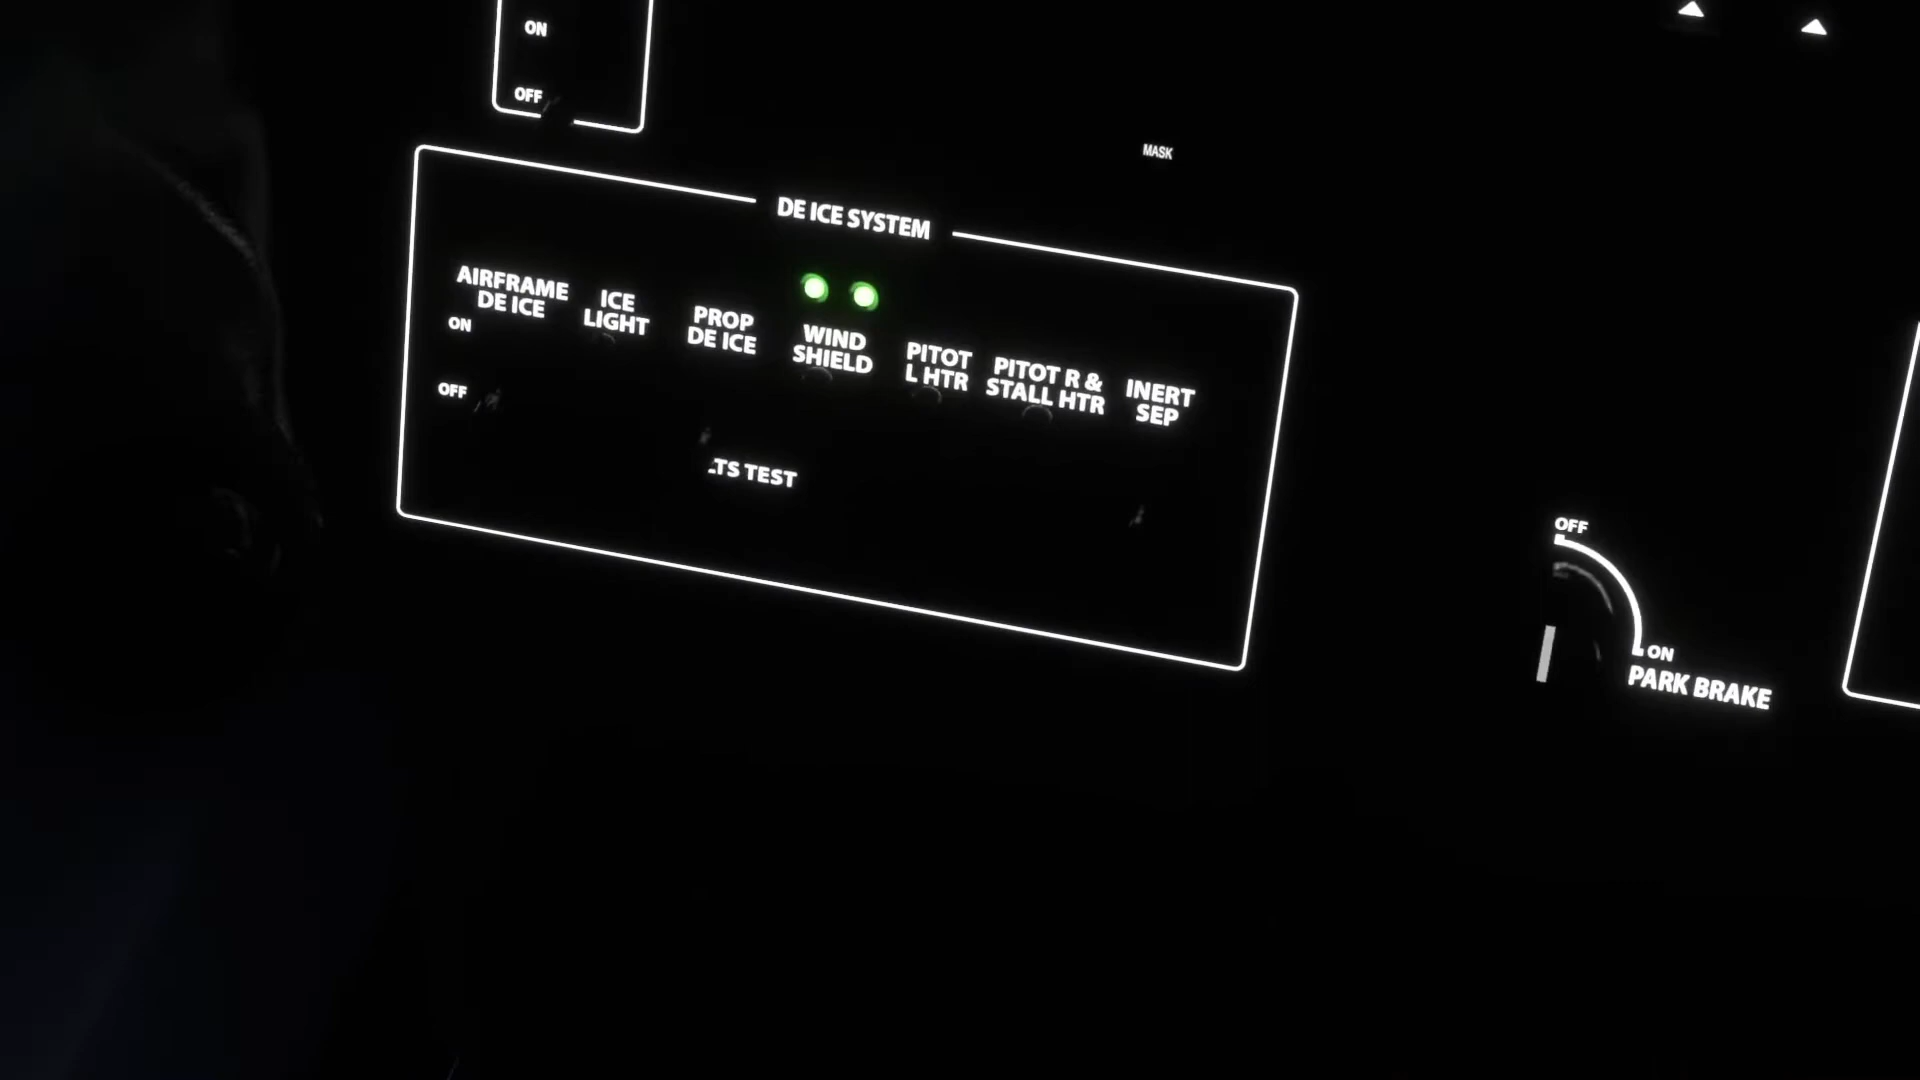 ON
OFF
MASK
DE ICE SYSTEM
AIRFRAME
DE ICE
ICE
LIGHT
PROP
DE ICE
WIND
SHIELD
PITOT
L HTR
PITOT R &
STALL HTR
INERT
SEP
ON
OFF
TS TEST
OFF
ON
PARK BRAKE